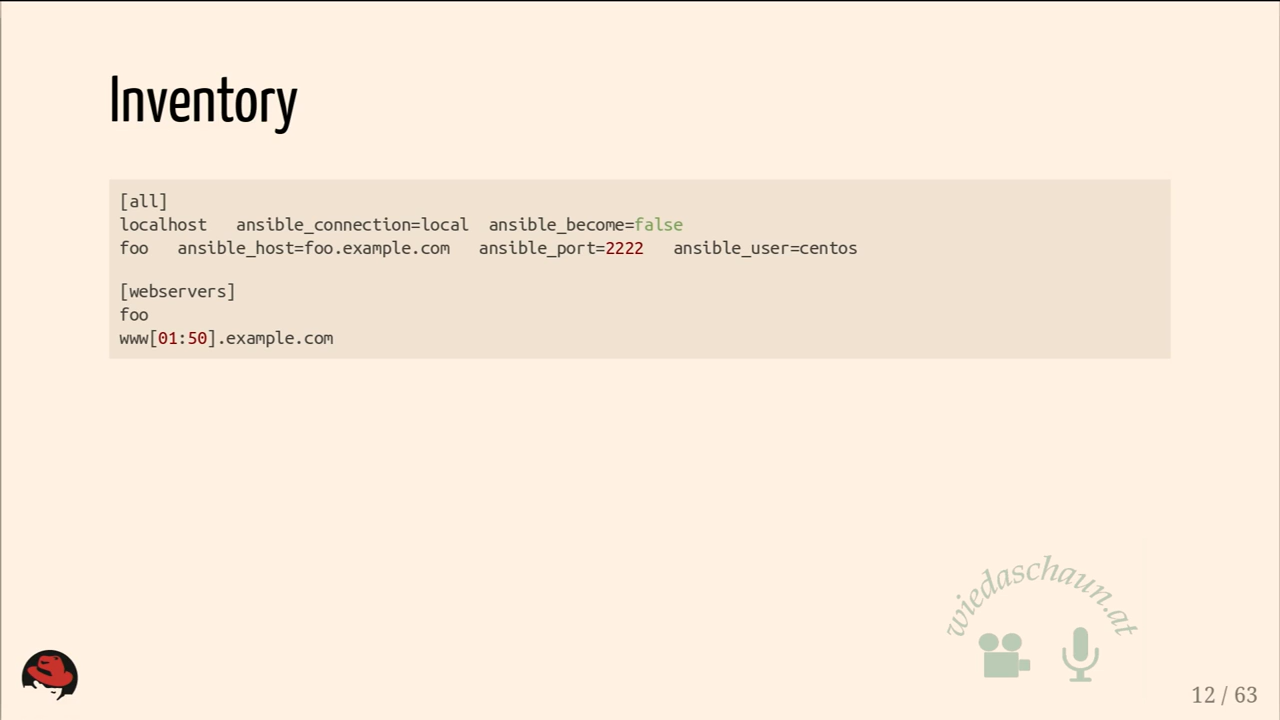 Inventory
[all]
localhost   ansible_connection=local  ansible_become=false
foo   ansible_host=foo.example.com   ansible_port=2222   ansible_user=centos
[webservers]
foo
www[01:50].example.com
wiedaschaun.at
12 / 63